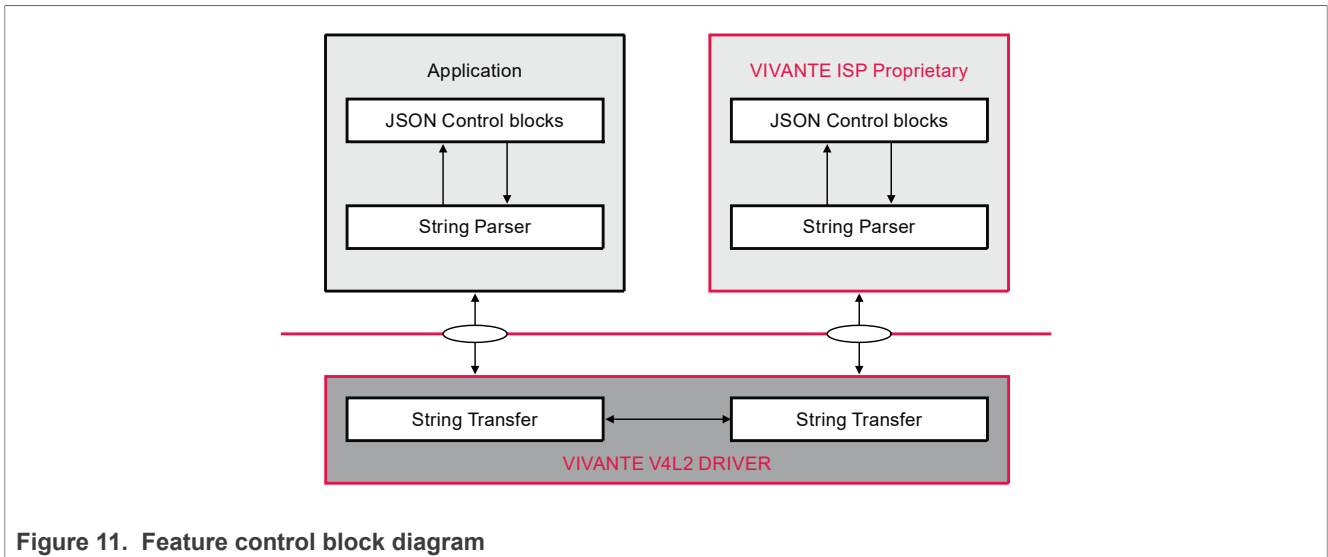 Application
VIVANTE ISP Proprietary
JSON Control blocks
JSON Control blocks
String Parser
String Parser
String Transfer
String Transfer
VIVANTE V4L2 DRIVER
Figure 11. Feature control block diagram